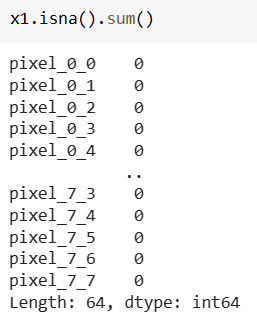 x1.isna().sum()
pixel_0_0    0
pixel_0_1    0
pixel_0_2    0
pixel_0_3    0
pixel_0_4    0
            ..
pixel_7_3    0
pixel_7_4    0
pixel_7_5    0
pixel_7_6    0
pixel_7_7    0
Length: 64, dtype: int64